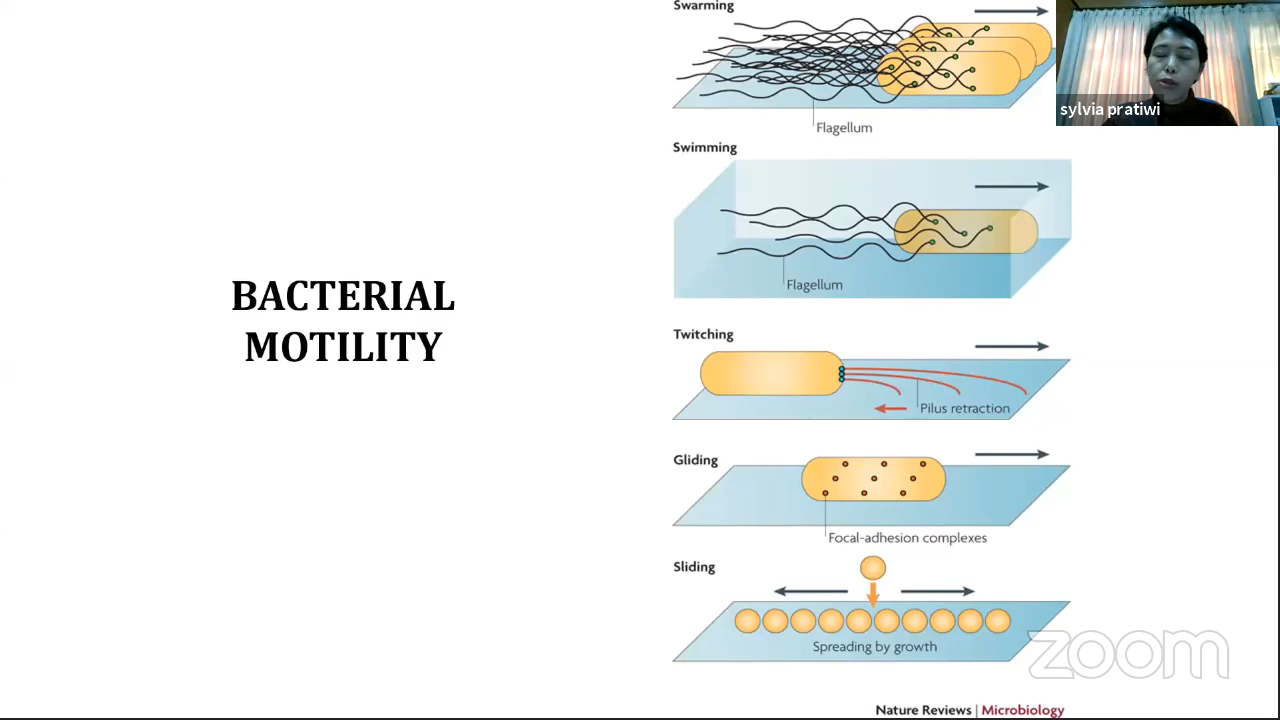 BACTERIAL
MOTILITY
Swarming
Flagellum
Swimming
Flagellum
Twitching
Pilus retraction
Gliding
Focal-adhesion complexes
Sliding
Spreading by growth
Nature Reviews | Microbiology
sylvia pratiwi
zoom